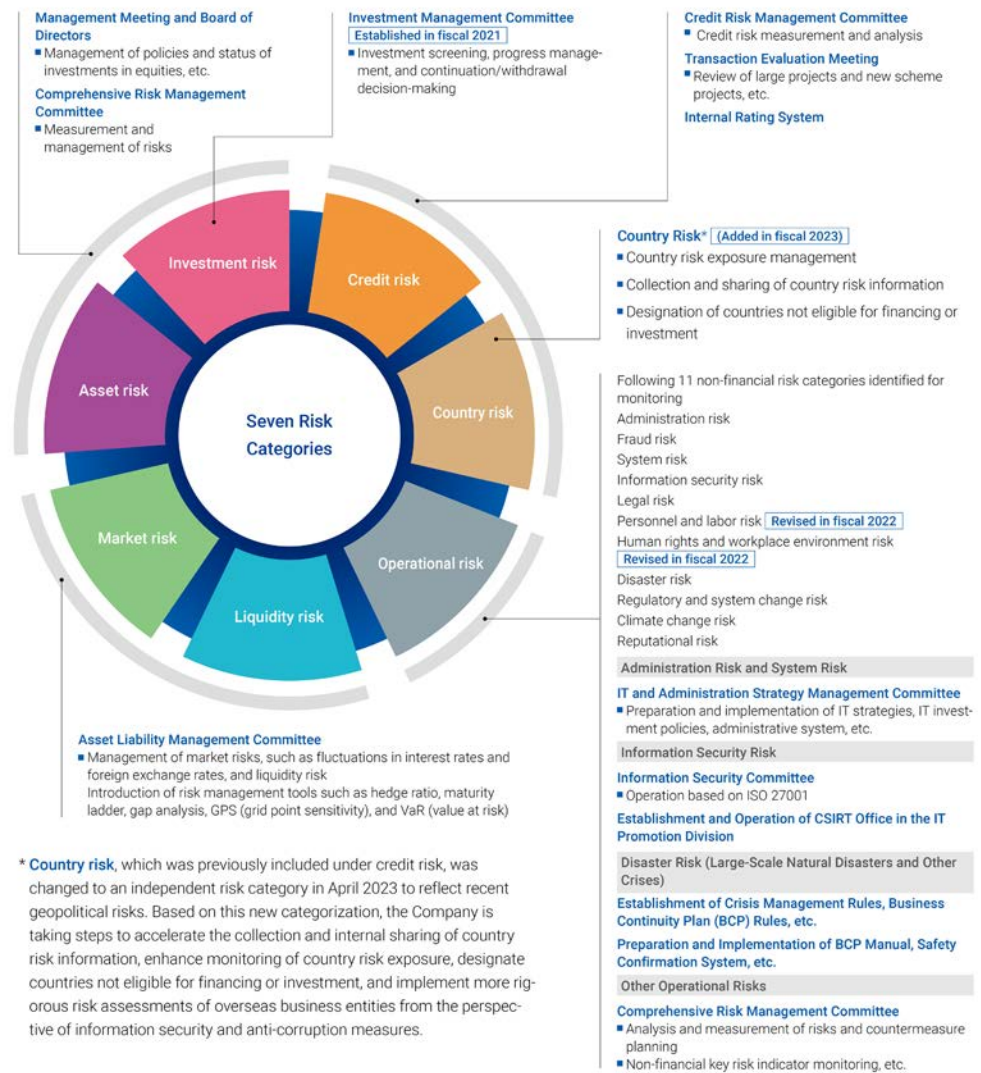 Management Meeting and Board of
Directors
■ Management of policies and status of
investments in equities, etc.
Comprehensive Risk Management
Committee
■ Measurement and
management of risks
Investment Management Committee
Established in fiscal 2021
■ Investment screening, progress manage-
ment, and continuation/withdrawal
decision-making
Credit Risk Management Committee
■ Credit risk measurement and analysis
Transaction Evaluation Meeting
■ Review of large projects and new scheme
projects, etc.
Internal Rating System
Investment risk
Credit risk
Asset risk
Country risk
Seven Risk
Categories
Market risk
Operational risk
Liquidity risk
Country Risk* (Added in fiscal 2023)
■ Country risk exposure management
■ Collection and sharing of country risk information
■ Designation of countries not eligible for financing or
investment
Following 11 non-financial risk categories identified for
monitoring
Administration risk
Fraud risk
System risk
Information security risk
Legal risk
Personnel and labor risk Revised in fiscal 2022
Human rights and workplace environment risk
Revised in fiscal 2022
Disaster risk
Regulatory and system change risk
Climate change risk
Reputational risk
Administration Risk and System Risk
IT and Administration Strategy Management Committee
■ Preparation and implementation of IT strategies, IT invest-
ment policies, administrative system, etc.
Information Security Risk
Information Security Committee
■ Operation based on ISO 27001
Establishment and Operation of CSIRT Office in the IT
Promotion Division
Disaster Risk (Large-Scale Natural Disasters and Other
Crises)
Establishment of Crisis Management Rules, Business
Continuity Plan (BCP) Rules, etc.
Preparation and Implementation of BCP Manual, Safety
Confirmation System, etc.
Other Operational Risks
Comprehensive Risk Management Committee
■ Analysis and measurement of risks and countermeasure
planning
■ Non-financial key risk indicator monitoring, etc.
Asset Liability Management Committee
■ Management of market risks, such as fluctuations in interest rates and
foreign exchange rates, and liquidity risk
Introduction of risk management tools such as hedge ratio, maturity
ladder, gap analysis, GPS (grid point sensitivity), and VaR (value at risk)
* Country risk, which was previously included under credit risk, was
changed to an independent risk category in April 2023 to reflect recent
geopolitical risks. Based on this new categorization, the Company is
taking steps to accelerate the collection and internal sharing of country
risk information, enhance monitoring of country risk exposure, designate
countries not eligible for financing or investment, and implement more rig-
orous risk assessments of overseas business entities from the perspec-
tive of information security and anti-corruption measures.